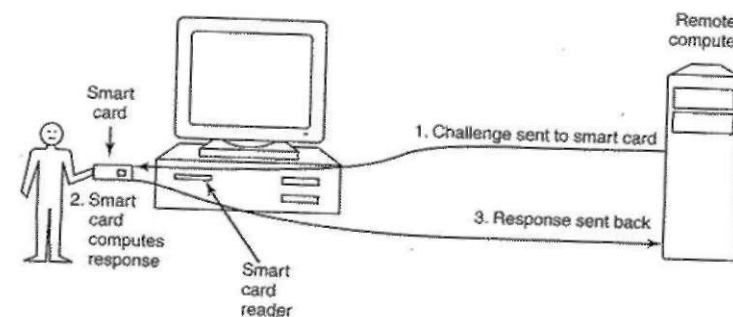 Remote
compute
Smart
card
1. Challenge sent to smart card
2. Smart
card
computes
response
3. Response sent back
Smart
card
reader